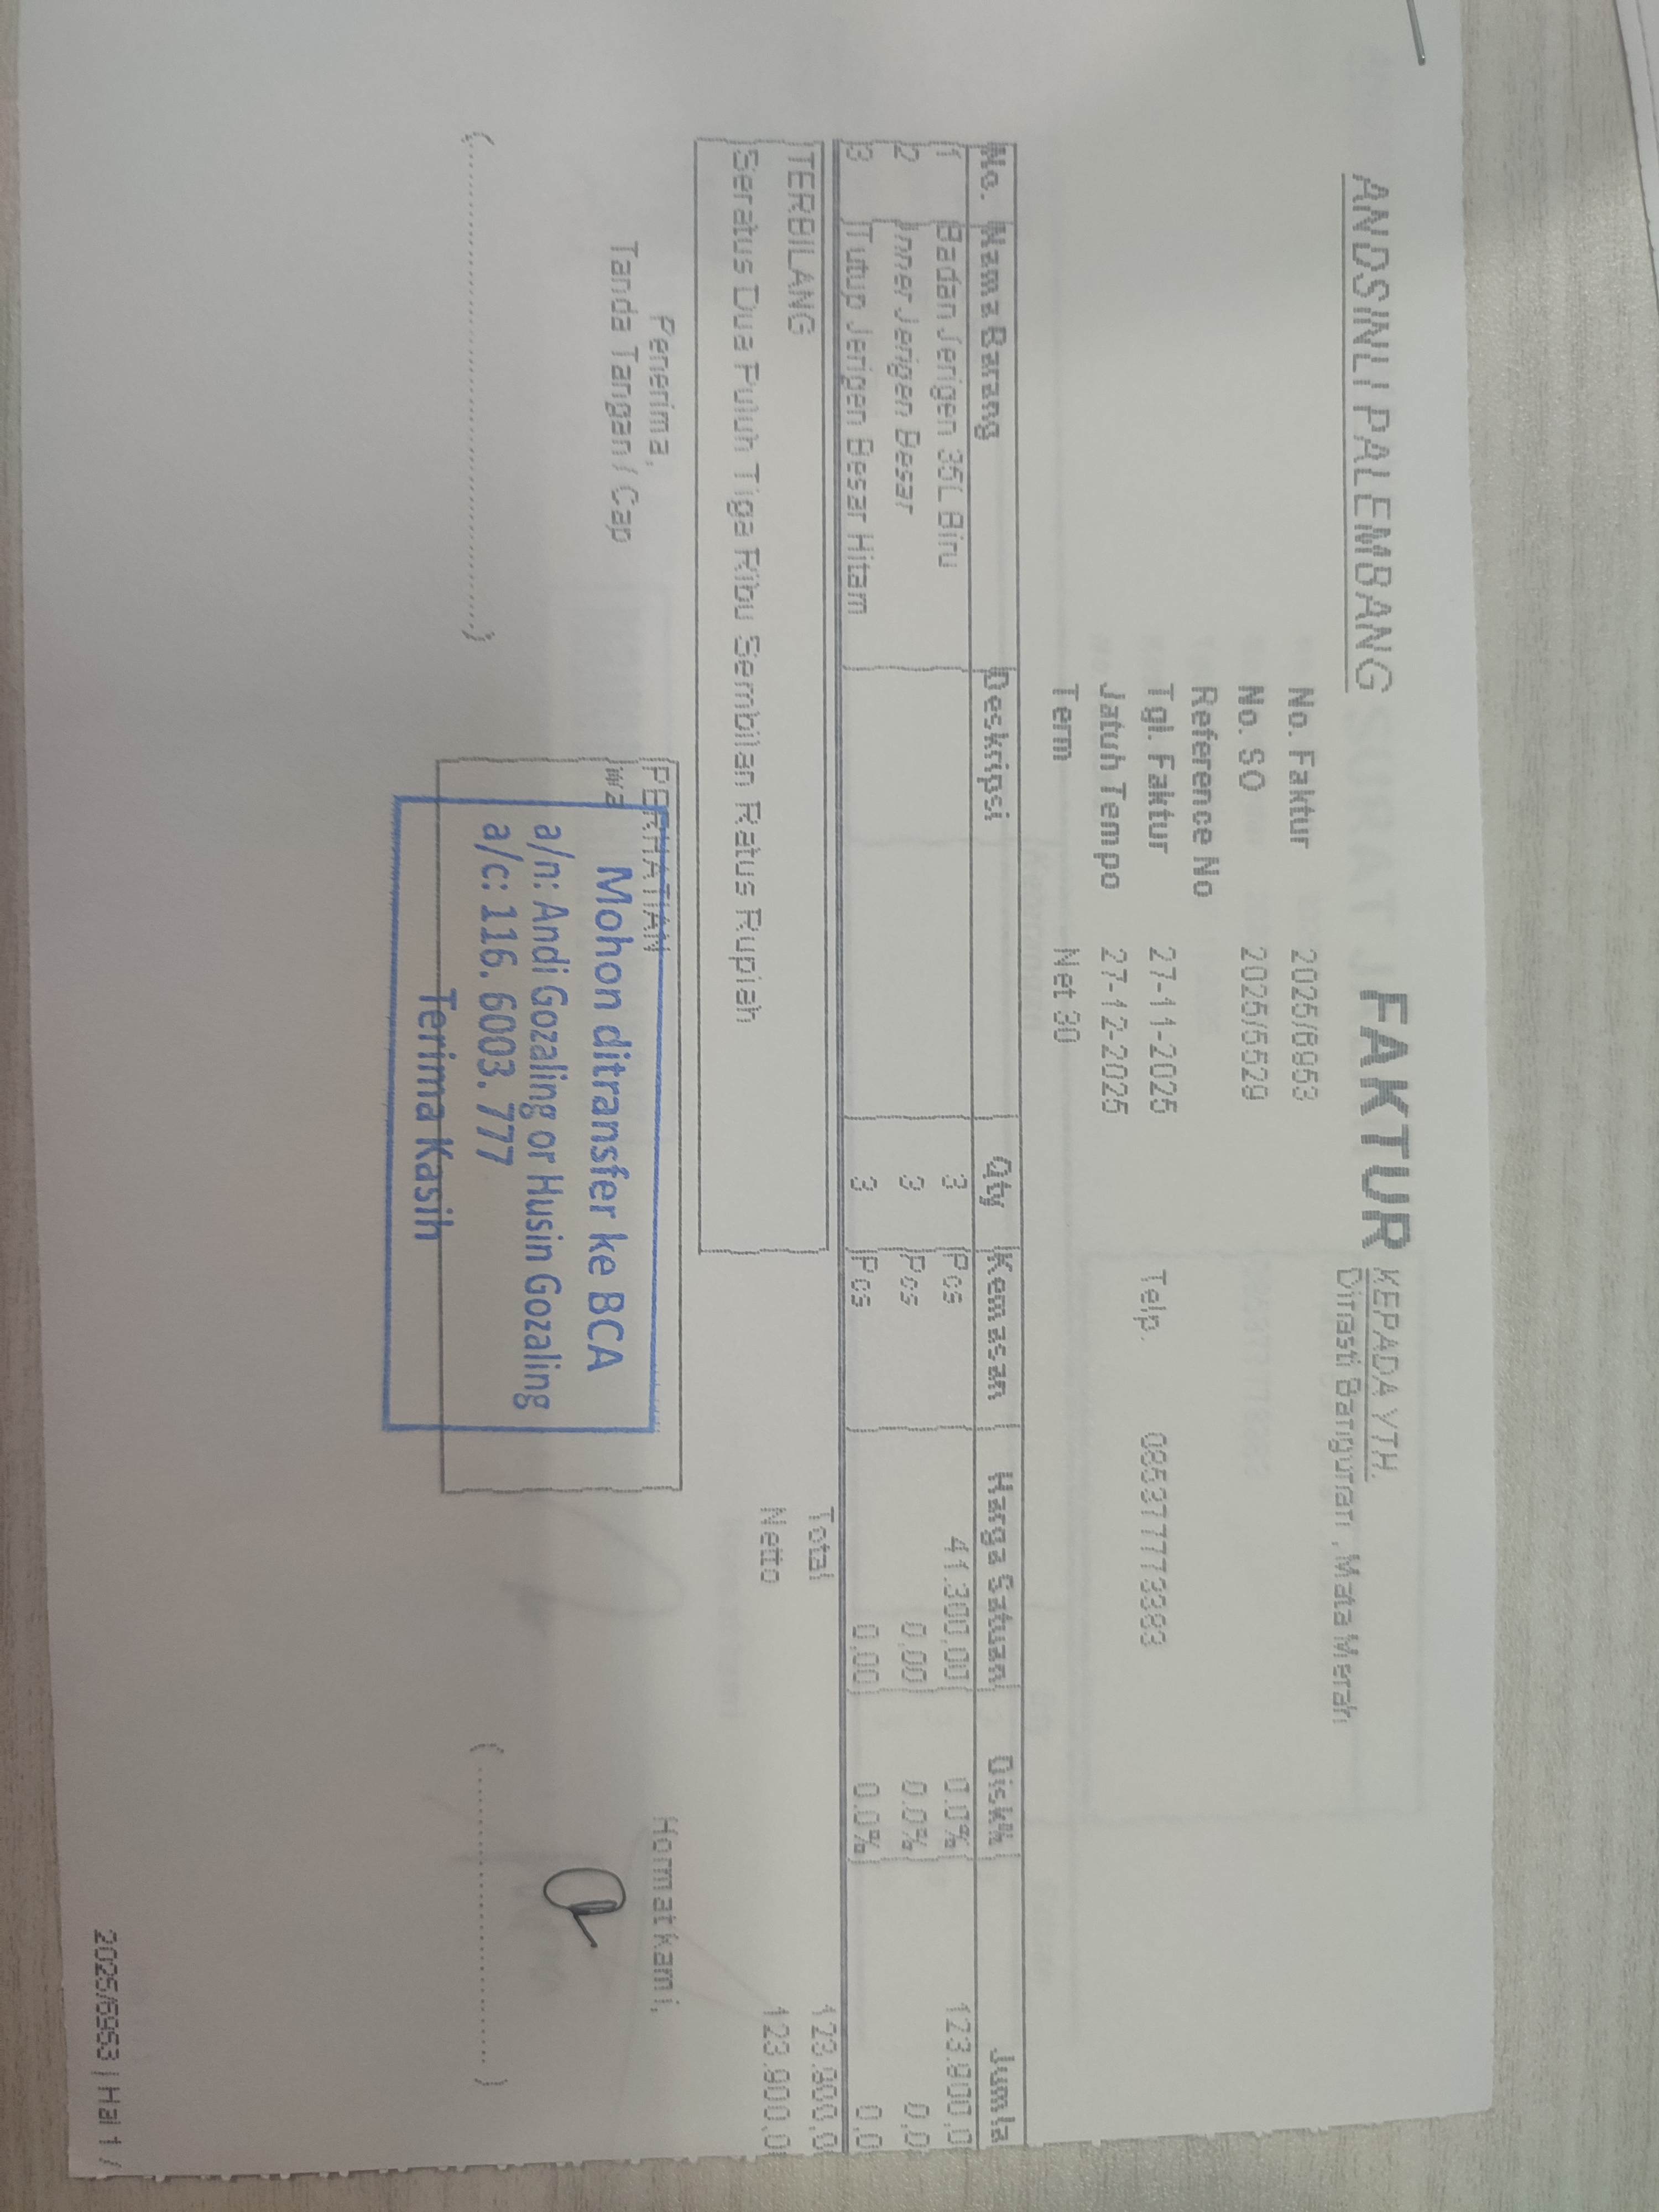 ANDSINLI PALEMBANG
FAKTUR
KEPADA YTH.
Dinasti Bangunan , Mata Merah
No. Faktur 2025/6953
No. SO 2025/5529
Reference No
Tgl. Faktur 27-11-2025
Telp.
Jatuh Tempo 27-12-2025
Term Net 30
No. Nama Barang Deskripsi Qty Kemasan Harga Satuan Disk% Jumla
1 Badan Jerigen 35L Biru 3 Pcs 41.300,00 0.0% 123.900,0
2 Inner Jerigen Besar 3 Pcs 0,00 0.0% 0,0
3 Tutup Jerigen Besar Hitam 3 Pcs 0,00 0.0% 0,0
TERBILANG
Seratus Dua Puluh Tiga Ribu Sembilan Ratus Rupiah
Total 123.900,0
Netto 123.900,0
Penerima,
Tanda Tangan / Cap
(..................................................)
PERHATIAN
wa
Mohon ditransfer ke BCA
a/n: Andi Gozaling or Husin Gozaling
a/c: 116. 6003. 777
Terima Kasih
Hormat kami,
(..................................)
2025/6953 | Hal 1 /